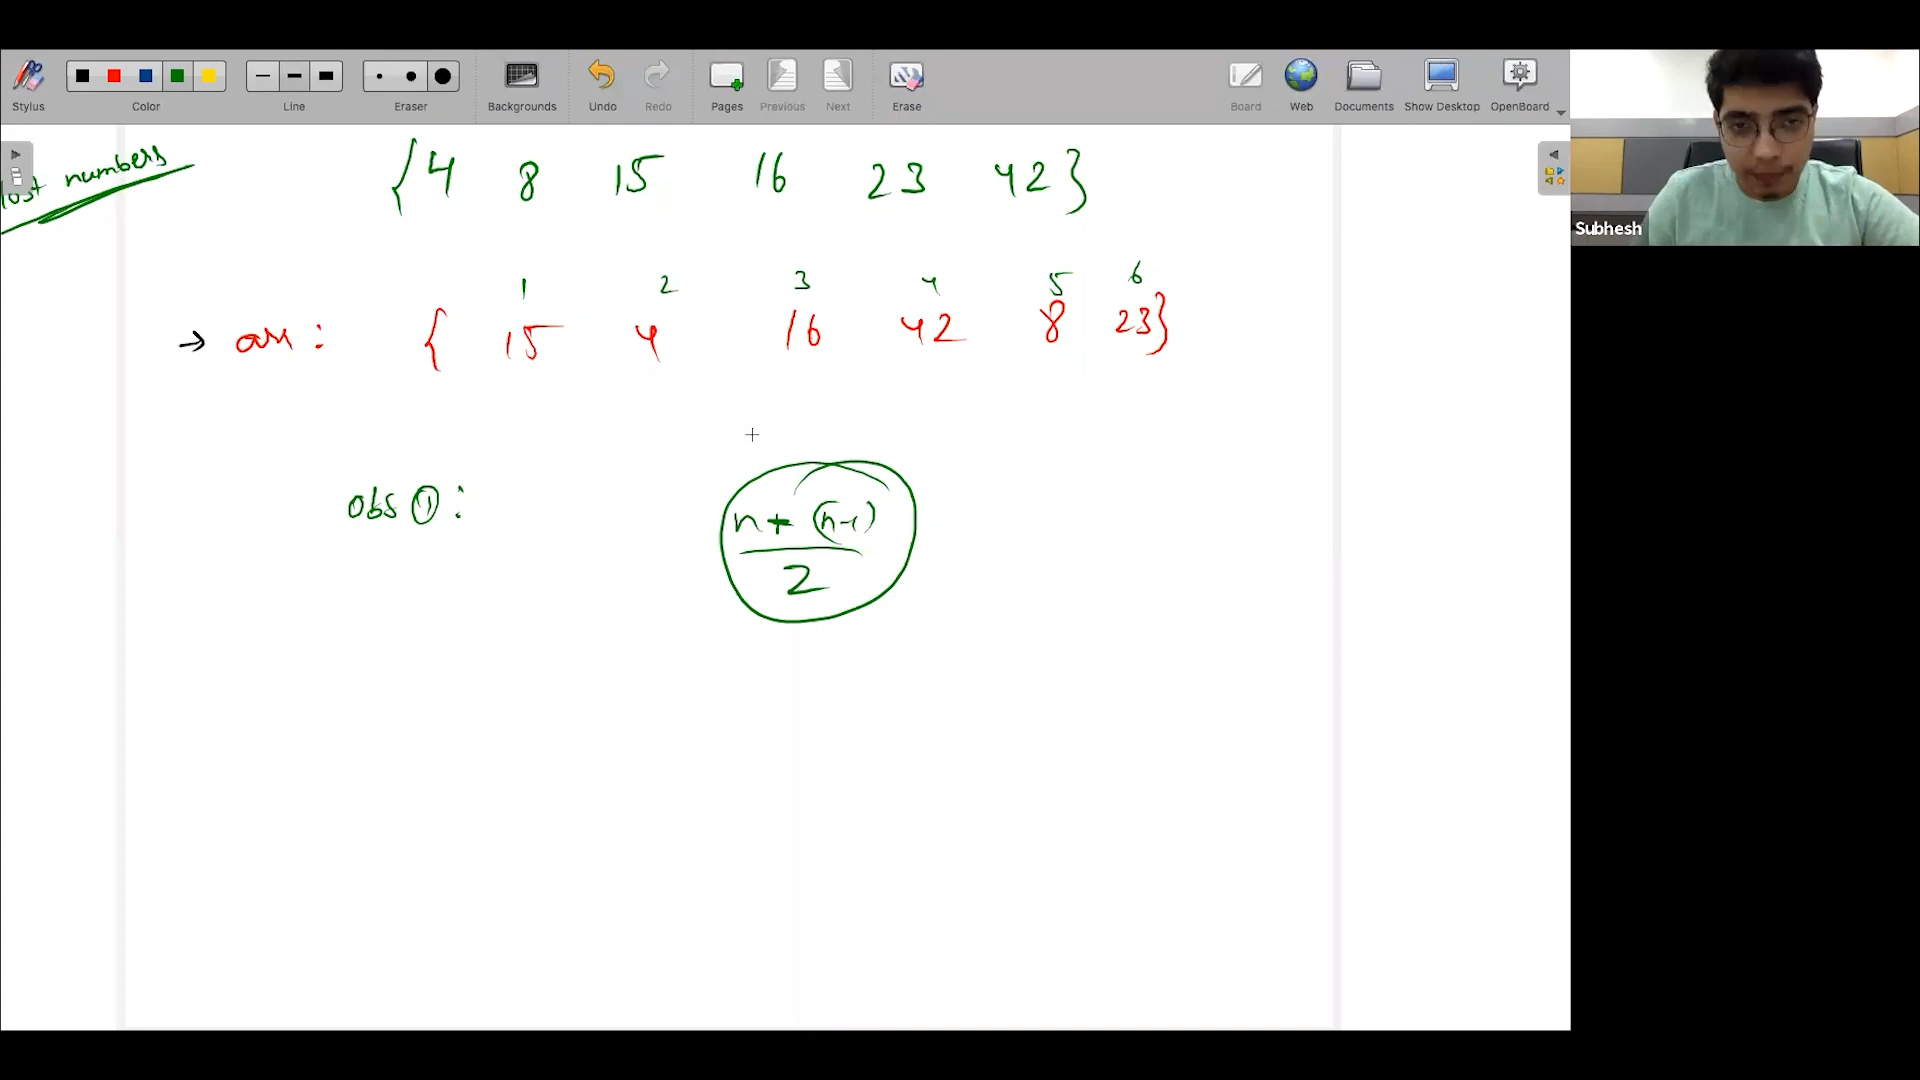 Stylus Color Line Eraser Backgrounds Undo Redo Pages Previous Next Erase Board Web Documents Show Desktop OpenBoard
Subhesh
lost numbers
{4 8 15 16 23 42}
1 2 3 4 5 6
→ arr: { 15 4 16 42 8 23}
obs ①:
n * (n-1)
2